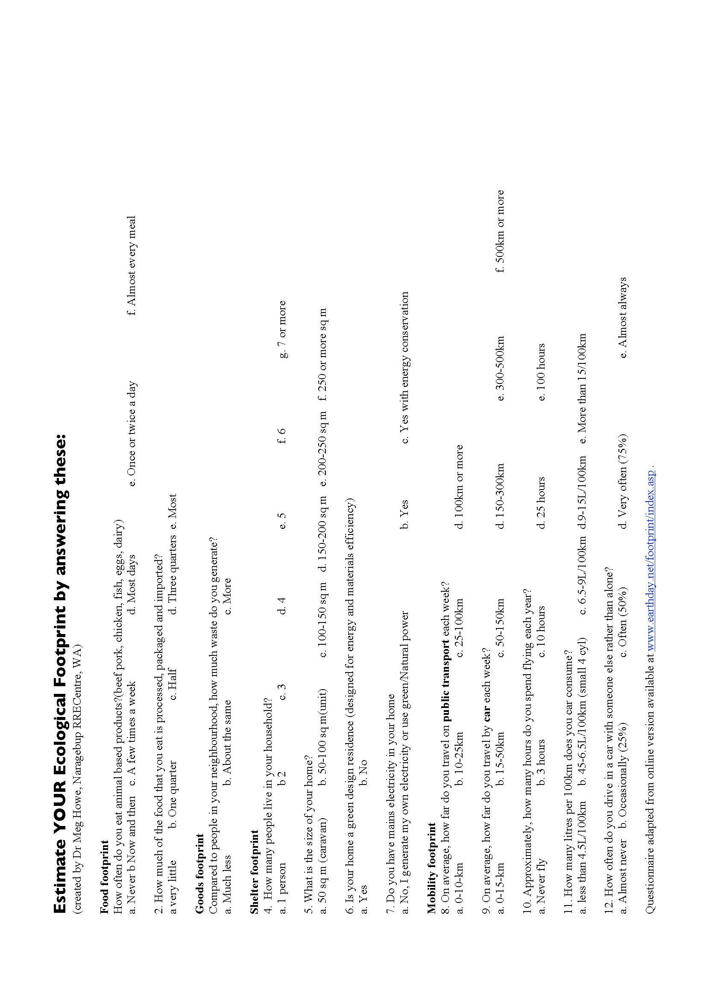 Estimate YOUR Ecological Footprint by answering these:
(created by Dr Meg Howe, Naragebup RRECentre, WA)
Food footprint
How often do you eat animal based products?(beef pork, chicken, fish, eggs, dairy)
a. Never b Now and then c. A few times a week d. Most days e. Once or twice a day f. Almost every meal
2. How much of the food that you eat is processed, packaged and imported?
a very little b. One quarter c. Half d. Three quarters e. Most
Goods footprint
Compared to people in your neighbourhood, how much waste do you generate?
a. Much less b. About the same c. More
Shelter footprint
4. How many people live in your household?
a. 1 person b 2 c. 3 d. 4 e. 5 f. 6 g. 7 or more
5. What is the size of your home?
a. 50 sq m (caravan) b. 50-100 sq m(unit) c. 100-150 sq m d. 150-200 sq m e. 200-250 sq m f. 250 or more sq m
6. Is your home a green design residence (designed for energy and materials efficiency)
a. Yes b. No
7. Do you have mains electricity in your home
a. No, I generate my own electricity or use green/Natural power b. Yes c. Yes with energy conservation
Mobility footprint
8. On average, how far do you travel on public transport each week?
a. 0-10-km b. 10-25km c. 25-100km d. 100km or more
9. On average, how far do you travel by car each week?
a. 0-15-km b. 15-50km c. 50-150km d. 150-300km e. 300-500km f. 500km or more
10. Approximately, how many hours do you spend flying each year?
a. Never fly b. 3 hours c. 10 hours d. 25 hours e. 100 hours
11. How many litres per 100km does you car consume?
a. less than 4.5L/100km b. 45-6.5L/100km (small 4 cyl) c. 6.5-9L/100km d.9-15L/100km e. More than 15/100km
12. How often do you drive in a car with someone else rather than alone?
a. Almost never b. Occasionally (25%) c. Often (50%) d. Very often (75%) e. Almost always
Questionnaire adapted from online version available at www.earthday.net/footprint/index.asp .